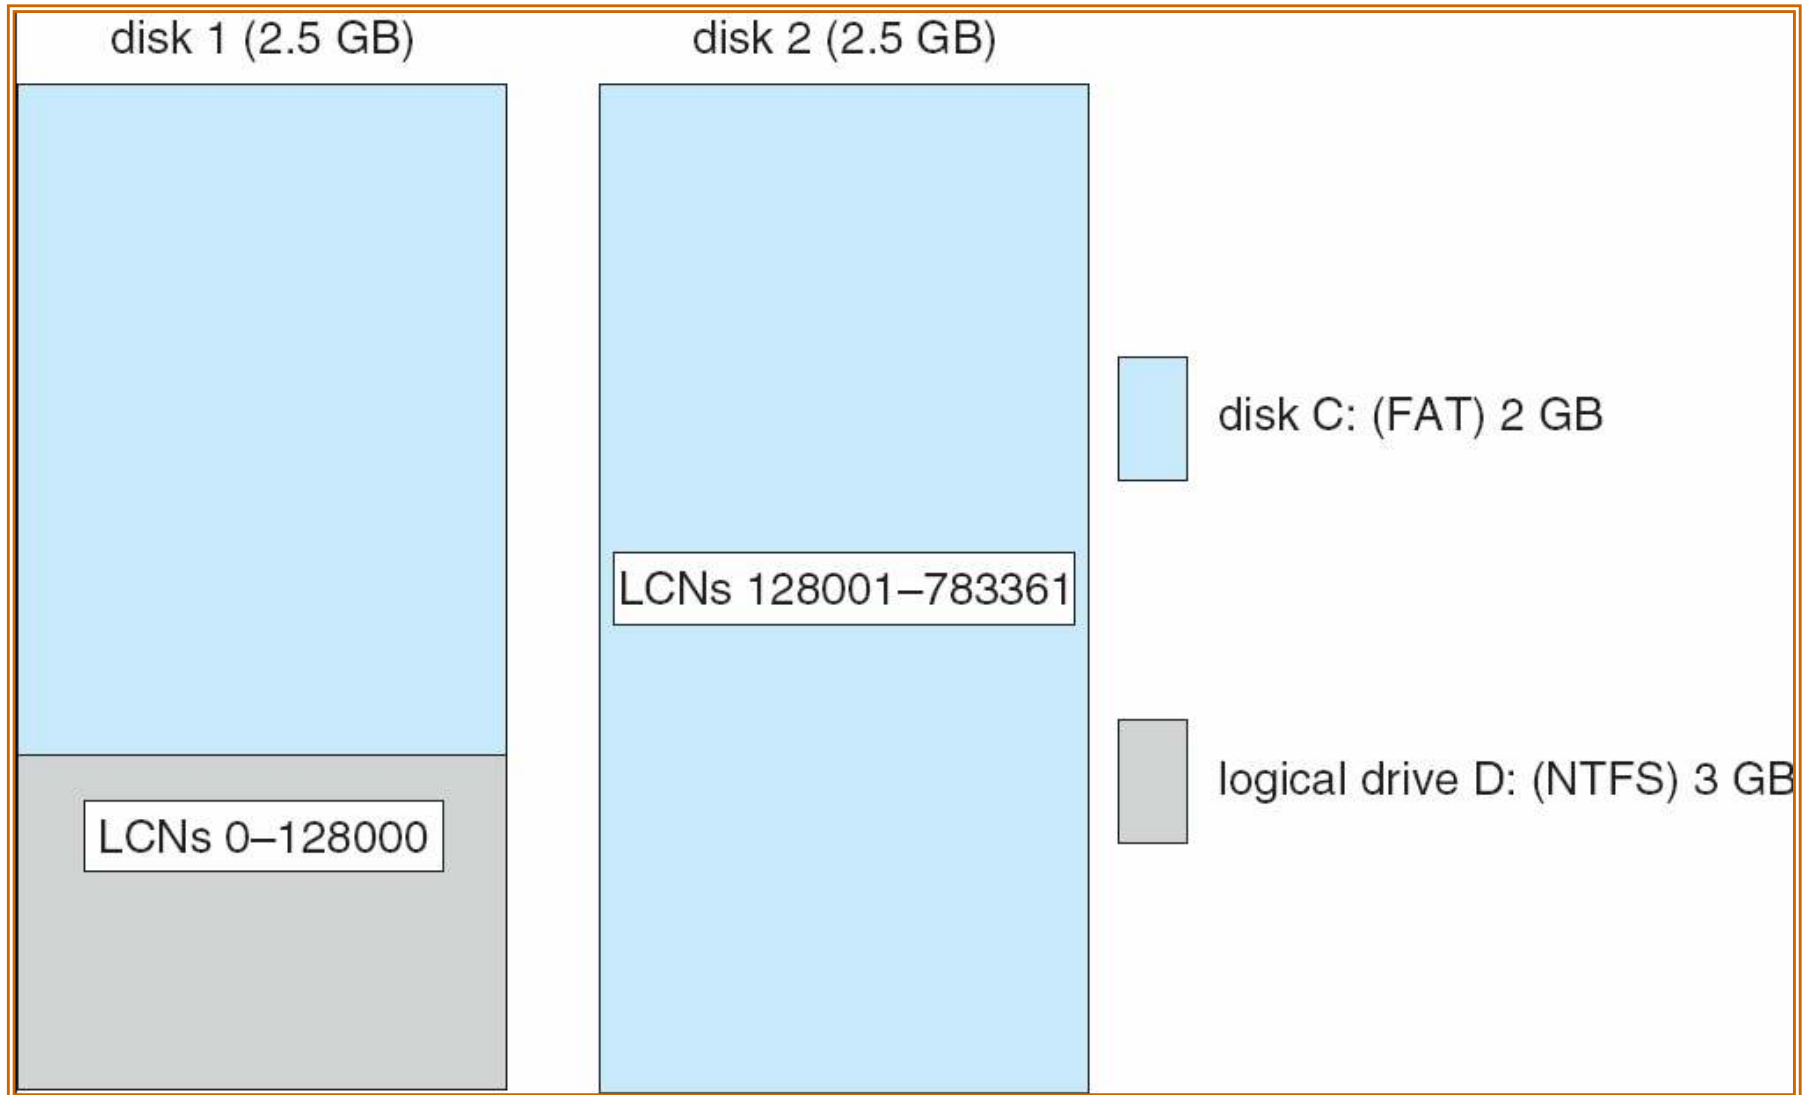 disk 1 (2.5 GB)
disk 2 (2.5 GB)
disk C: (FAT) 2 GB
LCNs 128001–783361
logical drive D: (NTFS) 3 GB
LCNs 0–128000